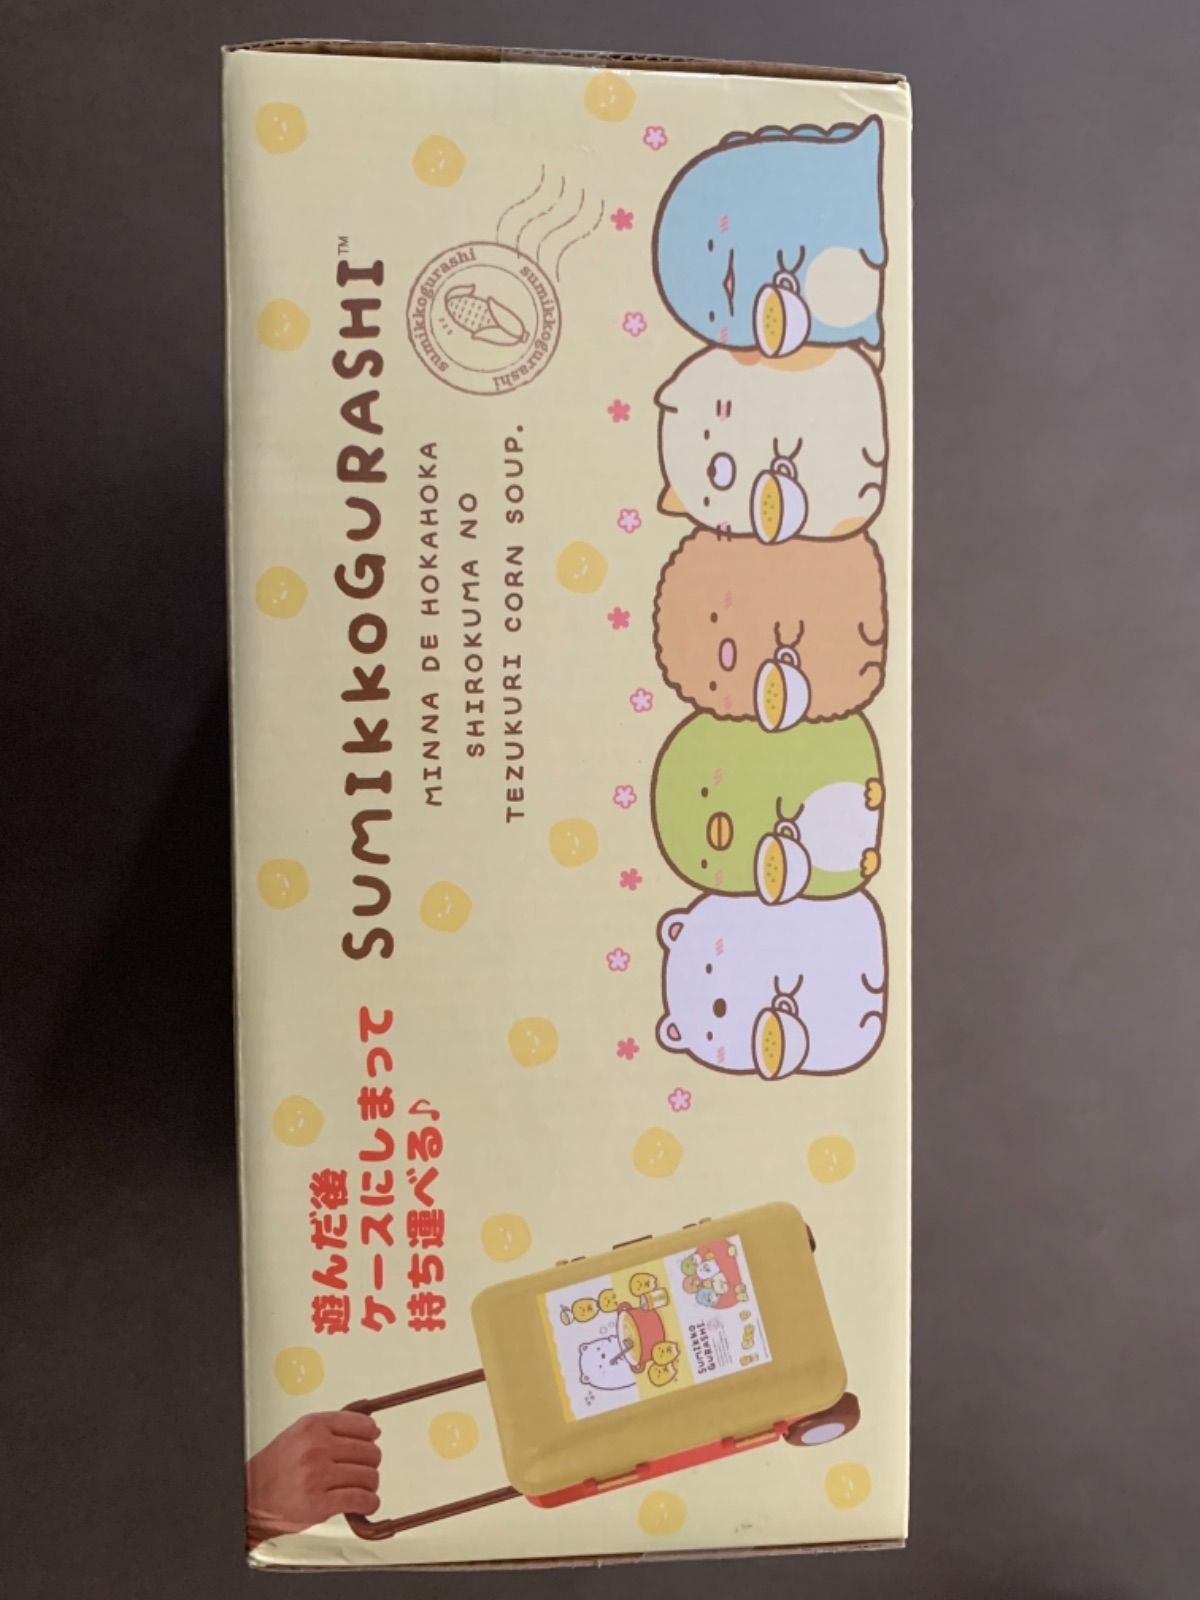 遊んだ後
ケースにしまって
持ち運べる♪
SUMIKKOGURASHI™
MINNA DE HOKAHOKA
SHIROKUMA NO
TEZUKURI CORN SOUP.
sumikkogurashi
sumikkogurashi
SUMIKKO
GURASHI